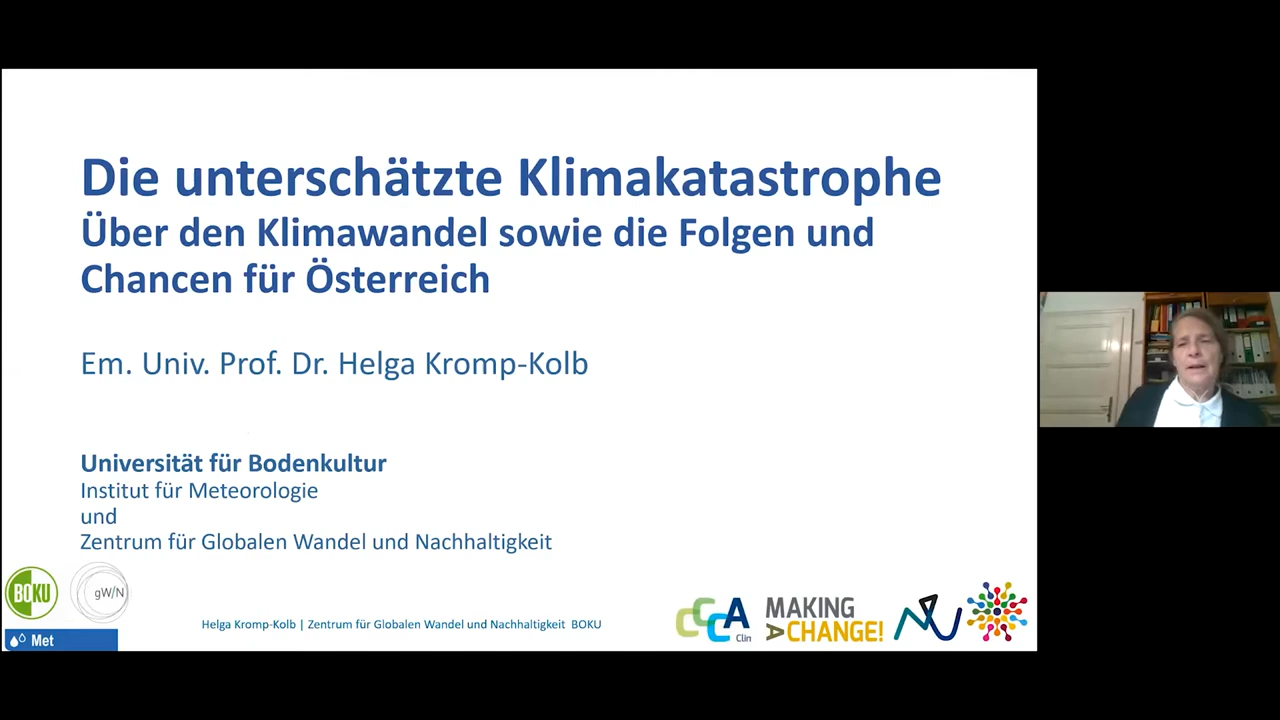 Die unterschätzte Klimakatastrophe
Über den Klimawandel sowie die Folgen und
Chancen für Österreich
Em. Univ. Prof. Dr. Helga Kromp-Kolb
Universität für Bodenkultur
Institut für Meteorologie
und
Zentrum für Globalen Wandel und Nachhaltigkeit
BOKU
gW/N
Met
Helga Kromp-Kolb | Zentrum für Globalen Wandel und Nachhaltigkeit BOKU
CCCA
Clin
MAKING
A CHANGE!